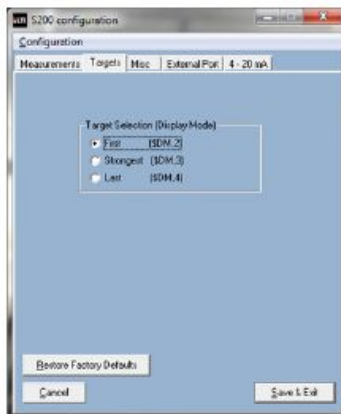 S200 configuration
Configuration
Measurements Targets Misc External Port 4 - 20 mA
Target Selection (Display Mode)
First ($DM,2)
Strongest ($DM,3)
Last ($DM,4)
Restore Factory Defaults
Cancel Save & Exit